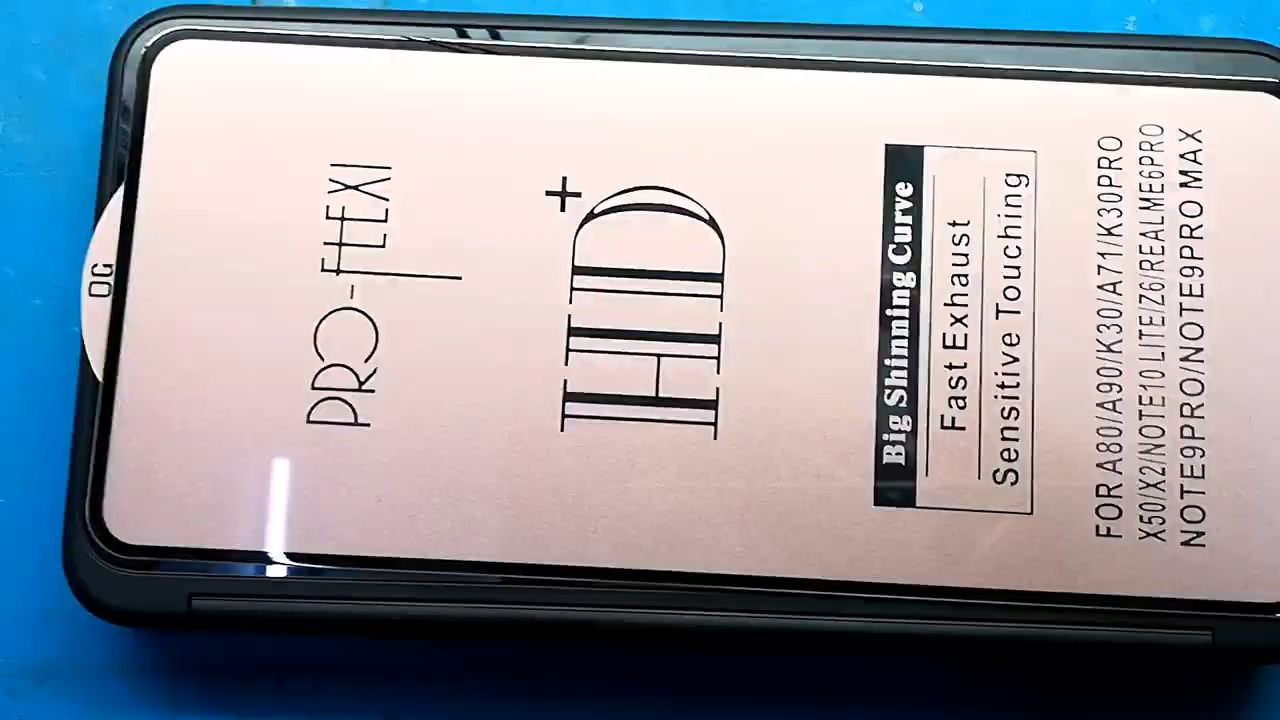 OG
PRO-FLEXI
HD+
Big Shinning Curve
Fast Exhaust
Sensitive Touching
FOR A80/A90/K30/A71/K30PRO
X50/X2/NOTE10 LITE/Z6/REALME6PRO
NOTE9PRO/NOTE9PRO MAX